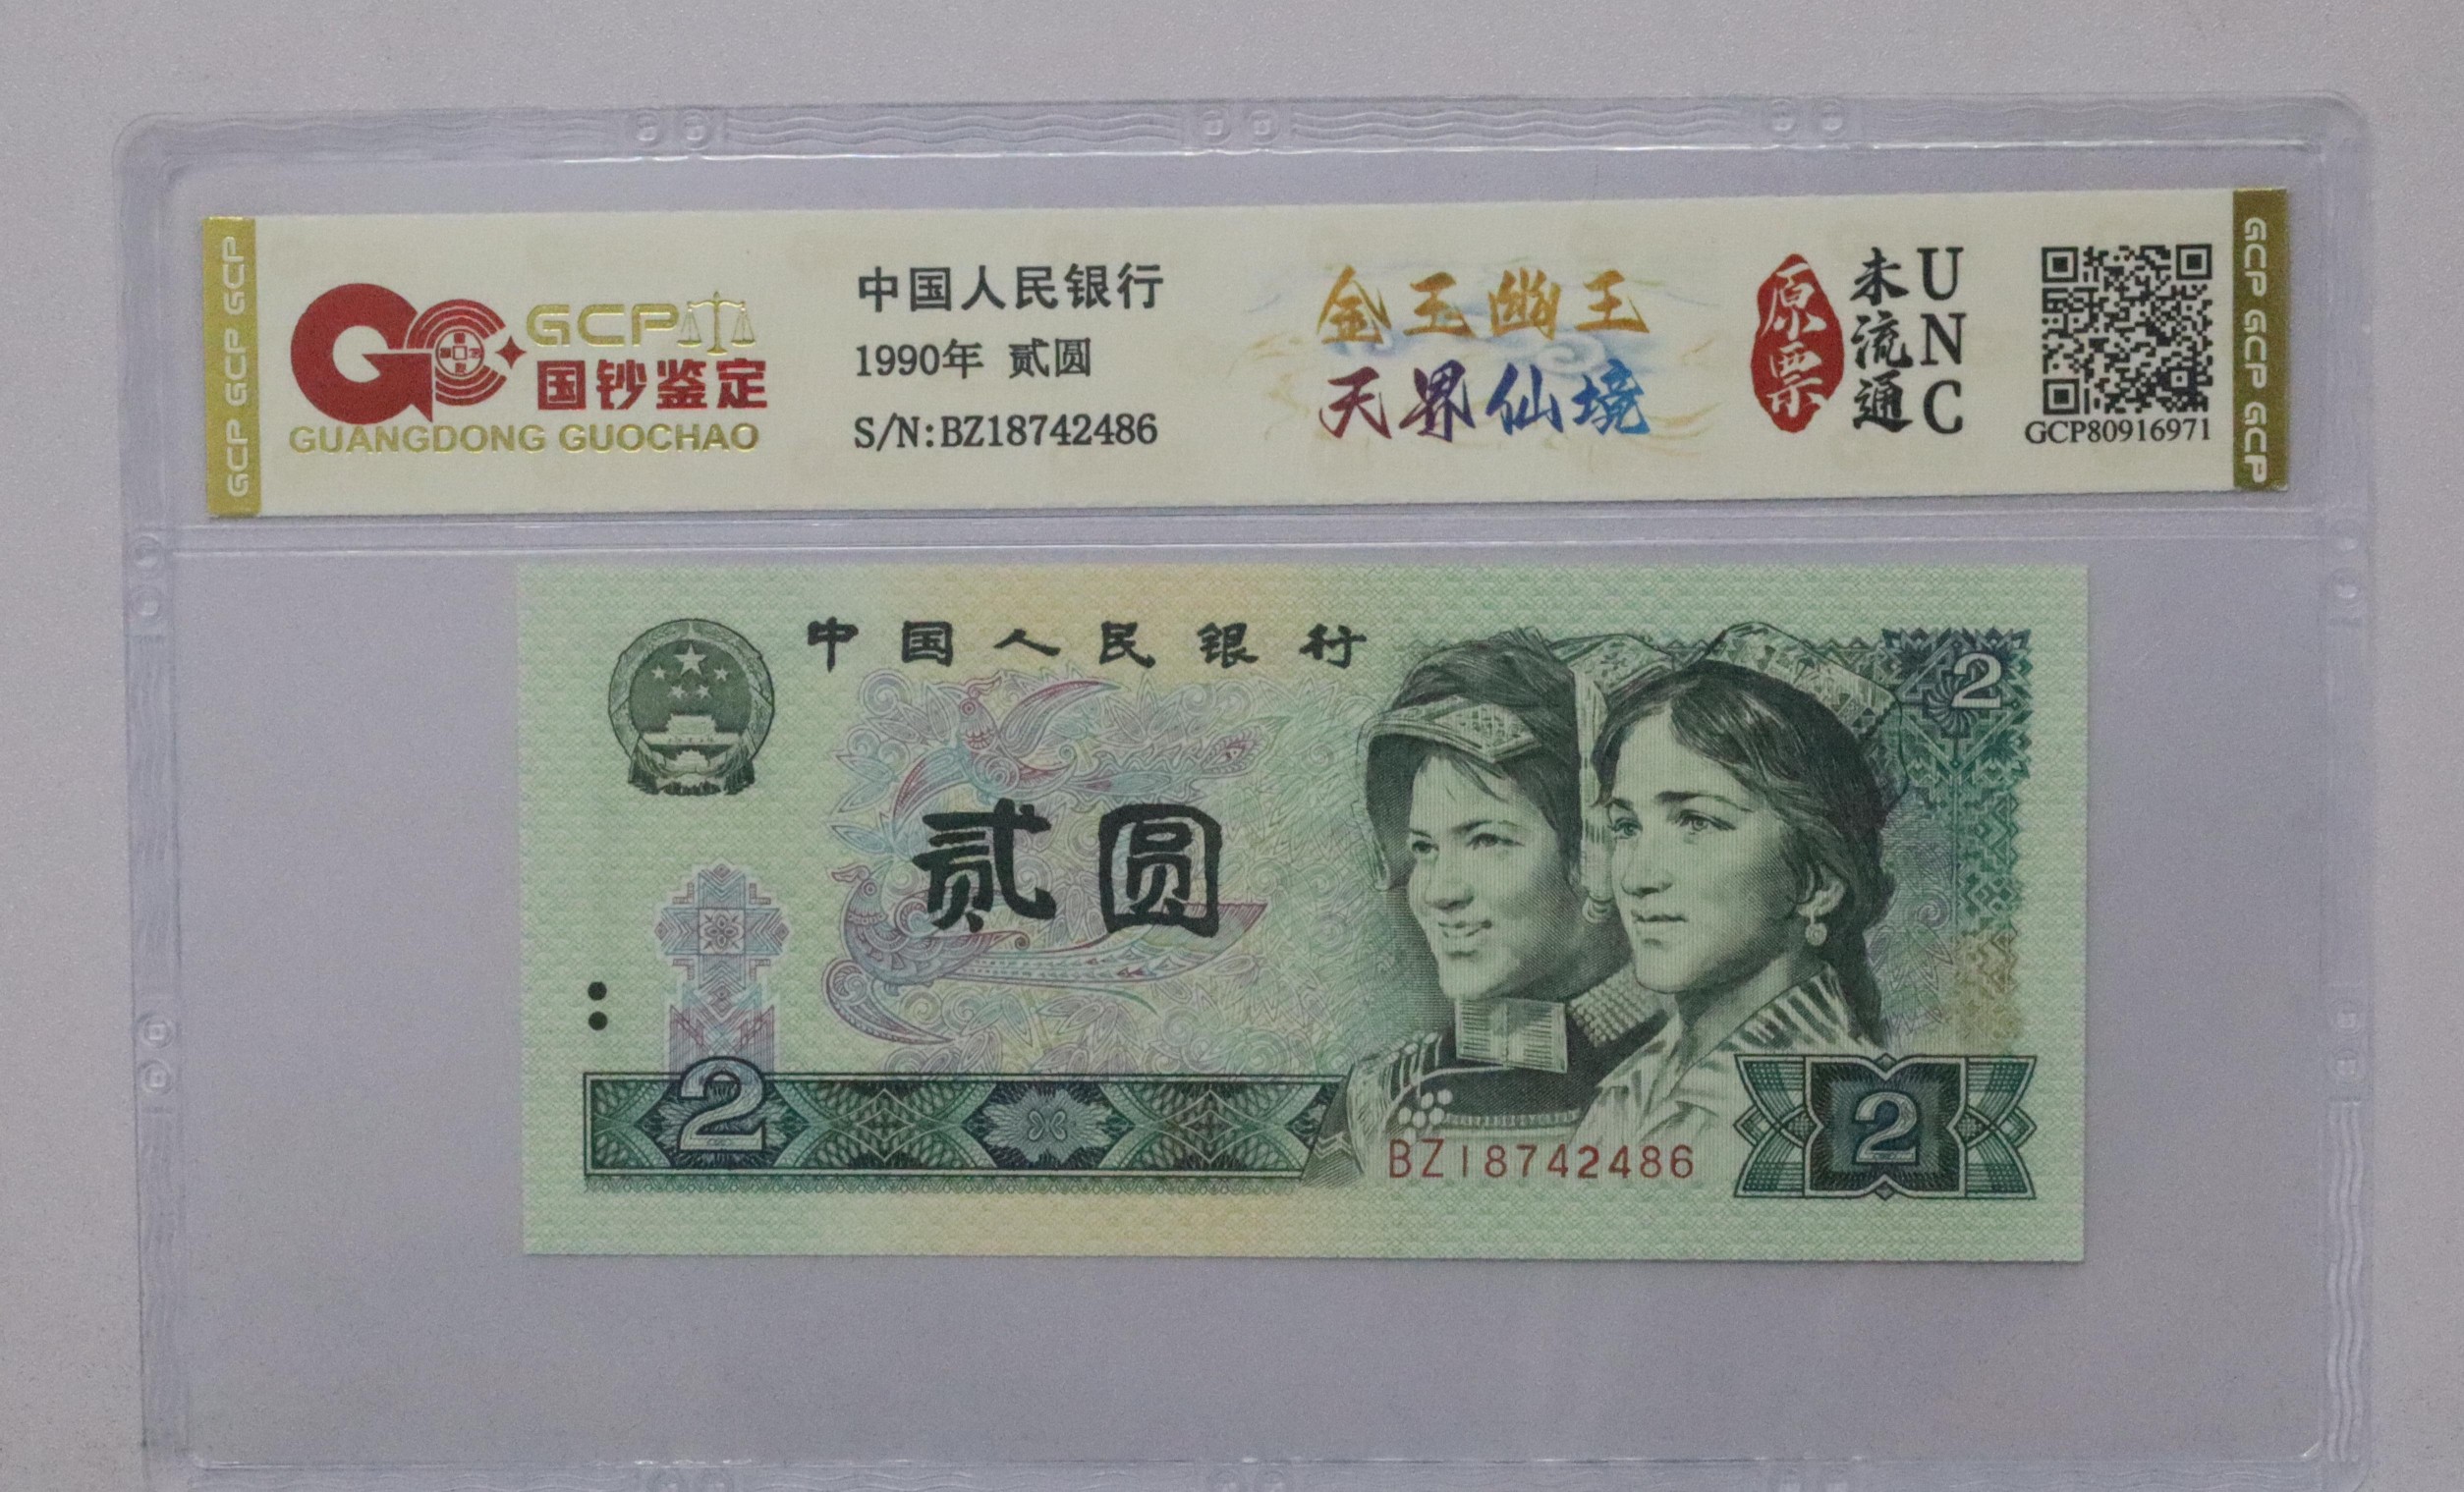 GCP GCP GCP
GCP
国钞鉴定
GUANGDONG GUOCHAO
中国人民银行
1990年 贰圆
S/N:BZ18742486
金玉幽王
天界仙境
原票
未流通
UNC
GCP80916971
GCP GCP GCP
中国人民银行
2
贰圆
2
BZ18742486
2